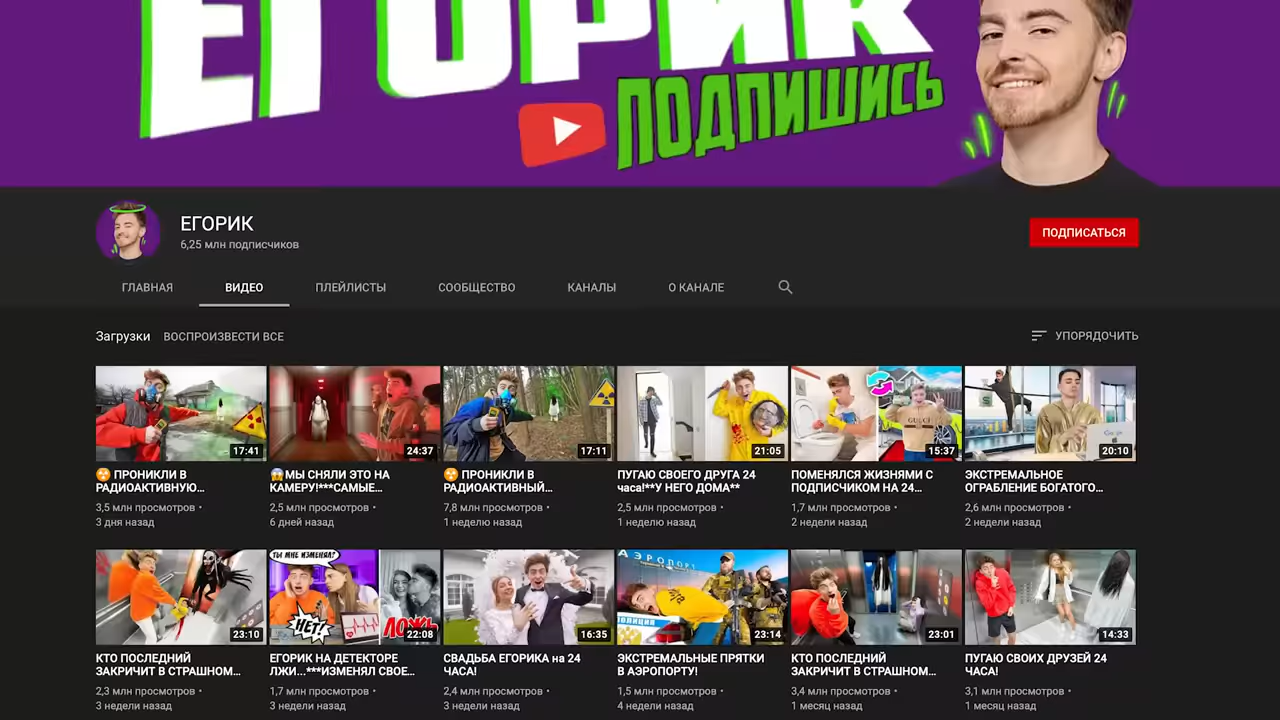 ЕГОРИК
ПОДПИШИСЬ
ЕГОРИК
6,25 млн подписчиков
ПОДПИСАТЬСЯ
ГЛАВНАЯ
ВИДЕО
ПЛЕЙЛИСТЫ
СООБЩЕСТВО
КАНАЛЫ
О КАНАЛЕ
Загрузки
ВОСПРОИЗВЕСТИ ВСЕ
УПОРЯДОЧИТЬ
17:41
ПРОНИКЛИ В
РАДИОАКТИВНУЮ...
3,5 млн просмотров •
3 дня назад
24:37
МЫ СНЯЛИ ЭТО НА
КАМЕРУ!***САМЫЕ...
2,5 млн просмотров •
6 дней назад
17:11
ПРОНИКЛИ В
РАДИОАКТИВНЫЙ...
7,8 млн просмотров •
1 неделю назад
21:05
ПУГАЮ СВОЕГО ДРУГА 24
часа!**У НЕГО ДОМА**
2,5 млн просмотров •
1 неделю назад
GUCCI
15:37
ПОМЕНЯЛСЯ ЖИЗНЯМИ С
ПОДПИСЧИКОМ НА 24...
1,7 млн просмотров •
2 недели назад
20:10
ЭКСТРЕМАЛЬНОЕ
ОГРАБЛЕНИЕ БОГАТОГО...
2,6 млн просмотров •
2 недели назад
23:10
КТО ПОСЛЕДНИЙ
ЗАКРИЧИТ В СТРАШНОМ...
2,3 млн просмотров •
3 недели назад
ТЫ МНЕ ИЗМЕНЯЛ?
НЕТ!
ЛОЖЬ
22:08
ЕГОРИК НА ДЕТЕКТОРЕ
ЛЖИ...***ИЗМЕНЯЛ СВОЕ...
1,7 млн просмотров •
3 недели назад
16:35
СВАДЬБА ЕГОРИКА на 24
ЧАСА!
2,4 млн просмотров •
3 недели назад
АЭРОПОРТ
ПОЛИЦИЯ
23:14
ЭКСТРЕМАЛЬНЫЕ ПРЯТКИ
В АЭРОПОРТУ!
1,5 млн просмотров •
4 недели назад
23:01
КТО ПОСЛЕДНИЙ
ЗАКРИЧИТ В СТРАШНОМ...
3,4 млн просмотров •
1 месяц назад
14:33
ПУГАЮ СВОИХ ДРУЗЕЙ 24
ЧАСА!
3,1 млн просмотров •
1 месяц назад